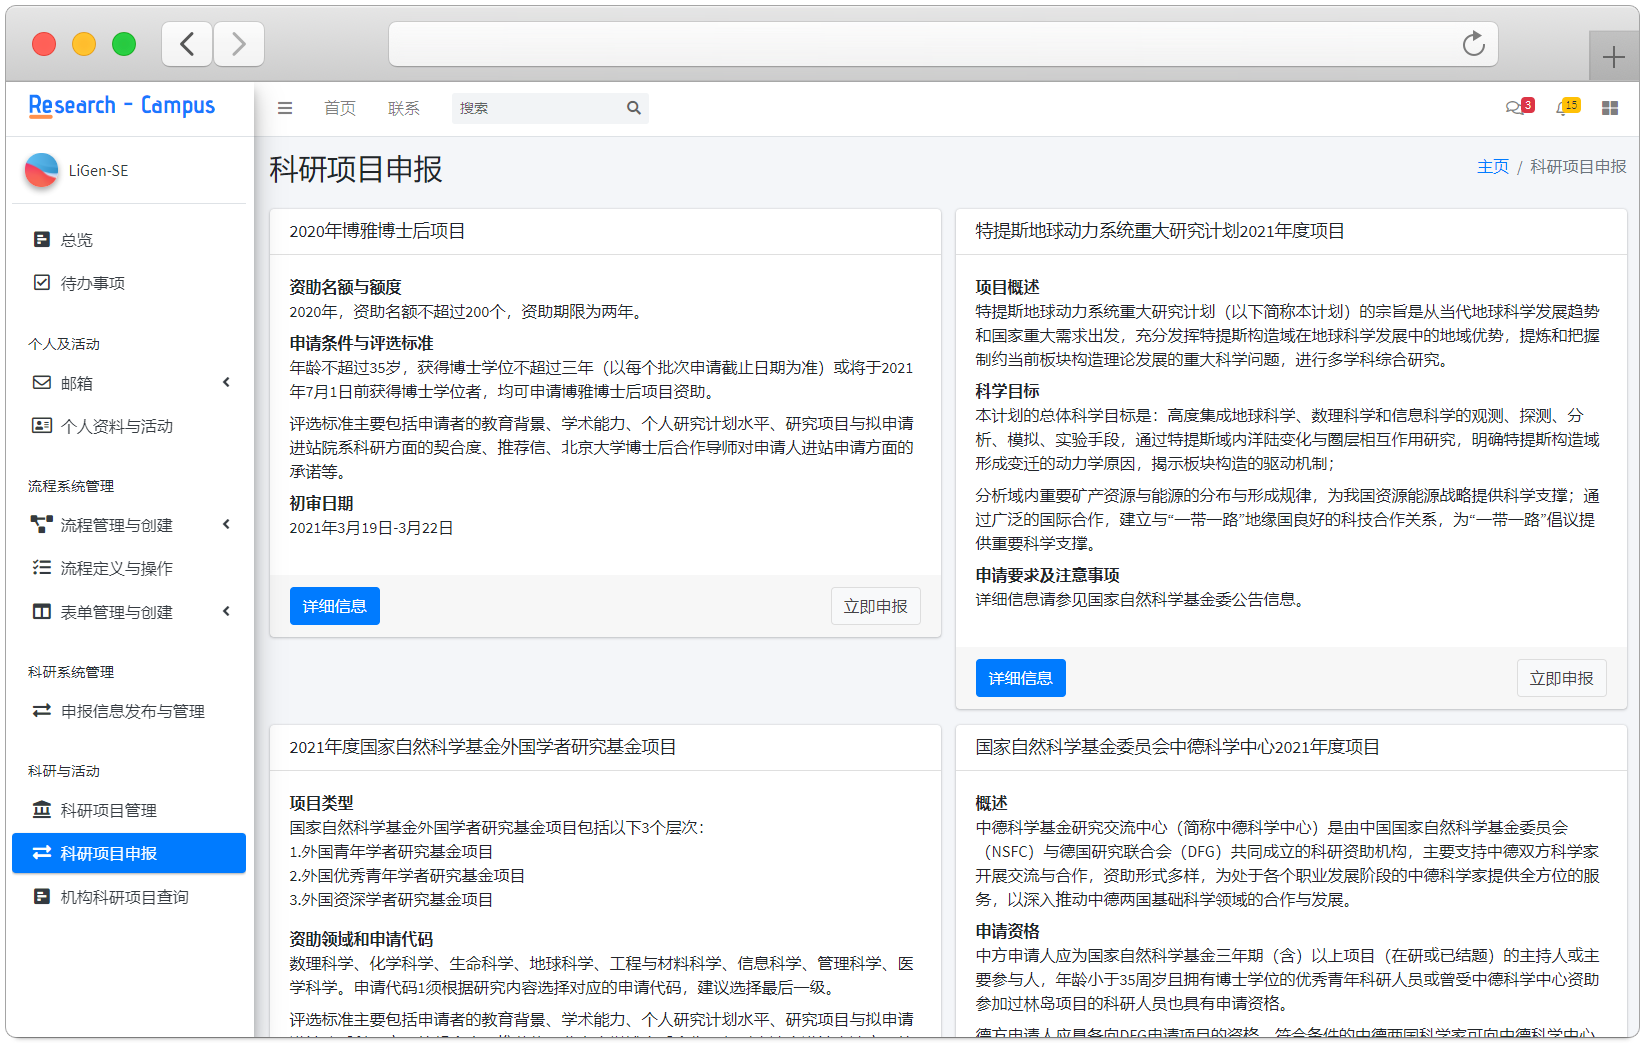 Research - Campus
首页
联系
搜索
3
15
LiGen-SE
总览
待办事项
个人及活动
邮箱
个人资料与活动
流程系统管理
流程管理与创建
流程定义与操作
表单管理与创建
科研系统管理
申报信息发布与管理
科研与活动
科研项目管理
科研项目申报
机构科研项目查询
科研项目申报
主页 / 科研项目申报
2020年博雅博士后项目
资助名额与额度
2020年，资助名额不超过200个，资助期限为两年。
申请条件与评选标准
年龄不超过35岁，获得博士学位不超过三年（以每个批次申请截止日期为准）或将于2021
年7月1日前获得博士学位者，均可申请博雅博士后项目资助。
评选标准主要包括申请者的教育背景、学术能力、个人研究计划水平、研究项目与拟申请
进站院系科研方面的契合度、推荐信、北京大学博士后合作导师对申请人进站申请方面的
承诺等。
初审日期
2021年3月19日-3月22日
详细信息
立即申报
特提斯地球动力系统重大研究计划2021年度项目
项目概述
特提斯地球动力系统重大研究计划（以下简称本计划）的宗旨是从当代地球科学发展趋势
和国家重大需求出发，充分发挥特提斯构造域在地球科学发展中的地域优势，提炼和把握
制约当前板块构造理论发展的重大科学问题，进行多学科综合研究。
科学目标
本计划的总体科学目标是：高度集成地球科学、数理科学和信息科学的观测、探测、分
析、模拟、实验手段，通过特提斯域内洋陆变化与圈层相互作用研究，明确特提斯构造域
形成变迁的动力学原因，揭示板块构造的驱动机制；
分析域内重要矿产资源与能源的分布与形成规律，为我国资源能源战略提供科学支撑；通
过广泛的国际合作，建立与“一带一路”地缘国良好的科技合作关系，为“一带一路”倡议提
供重要科学支撑。
申请要求及注意事项
详细信息请参见国家自然科学基金委公告信息。
详细信息
立即申报
2021年度国家自然科学基金外国学者研究基金项目
项目类型
国家自然科学基金外国学者研究基金项目包括以下3个层次：
1.外国青年学者研究基金项目
2.外国优秀青年学者研究基金项目
3.外国资深学者研究基金项目
资助领域和申请代码
数理科学、化学科学、生命科学、地球科学、工程与材料科学、信息科学、管理科学、医
学科学。申请代码1须根据研究内容选择对应的申请代码，建议选择最后一级。
评选标准主要包括申请者的教育背景、学术能力、个人研究计划水平、研究项目与拟申请
国家自然科学基金委员会中德科学中心2021年度项目
概述
中德科学基金研究交流中心（简称中德科学中心）是由中国国家自然科学基金委员会
（NSFC）与德国研究联合会（DFG）共同成立的科研资助机构，主要支持中德双方科学家
开展交流与合作，资助形式多样，为处于各个职业发展阶段的中德科学家提供全方位的服
务，以深入推动中德两国基础科学领域的合作与发展。
申请资格
中方申请人应为国家自然科学基金三年期（含）以上项目（在研或已结题）的主持人或主
要参与人，年龄小于35周岁且拥有博士学位的优秀青年科研人员或曾受中德科学中心资助
参加过林岛项目的科研人员也具有申请资格。
德方申请人应具备向DFG申请项目的资格。符合条件的中德两国科学家可向中德科学中心